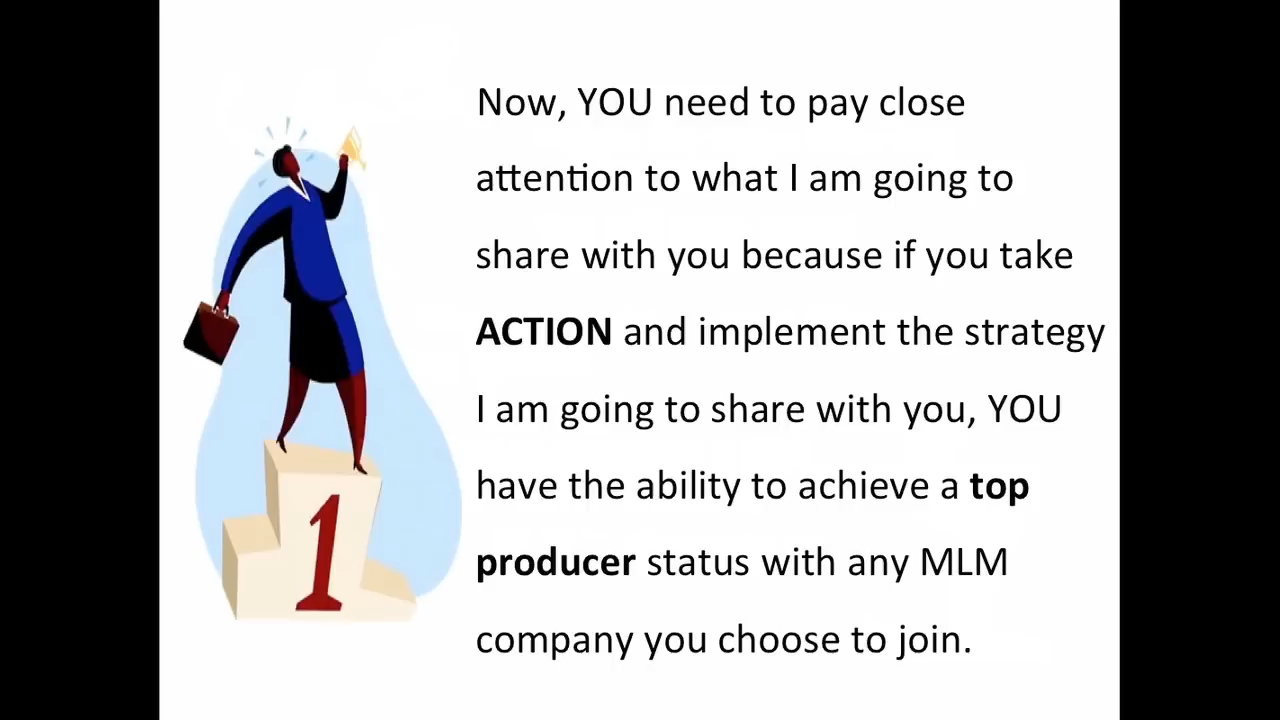 Now, YOU need to pay close
attention to what I am going to
share with you because if you take
ACTION and implement the strategy
I am going to share with you, YOU
have the ability to achieve a top
producer status with any MLM
company you choose to join.
1